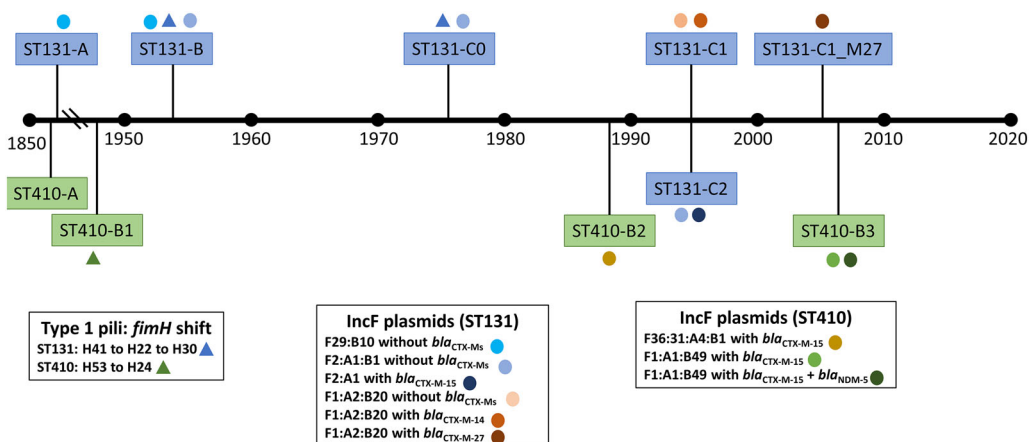 ST131-A
ST131-B
ST131-C0
ST131-C1
ST131-C1_M27
1850
1950
1960
1970
1980
1990
2000
2010
2020
ST410-A
ST131-C2
ST410-B1
ST410-B2
ST410-B3
Type 1 pili: fimH shift
ST131: H41 to H22 to H30
ST410: H53 to H24
IncF plasmids (ST131)
F29:B10 without blaCTX-Ms
F2:A1:B1 without blaCTX-Ms
F2:A1 with blaCTX-M-15
F1:A2:B20 without blaCTX-Ms
F1:A2:B20 with blaCTX-M-14
F1:A2:B20 with blaCTX-M-27
IncF plasmids (ST410)
F36:31:A4:B1 with blaCTX-M-15
F1:A1:B49 with blaCTX-M-15
F1:A1:B49 with blaCTX-M-15 + blaNDM-5